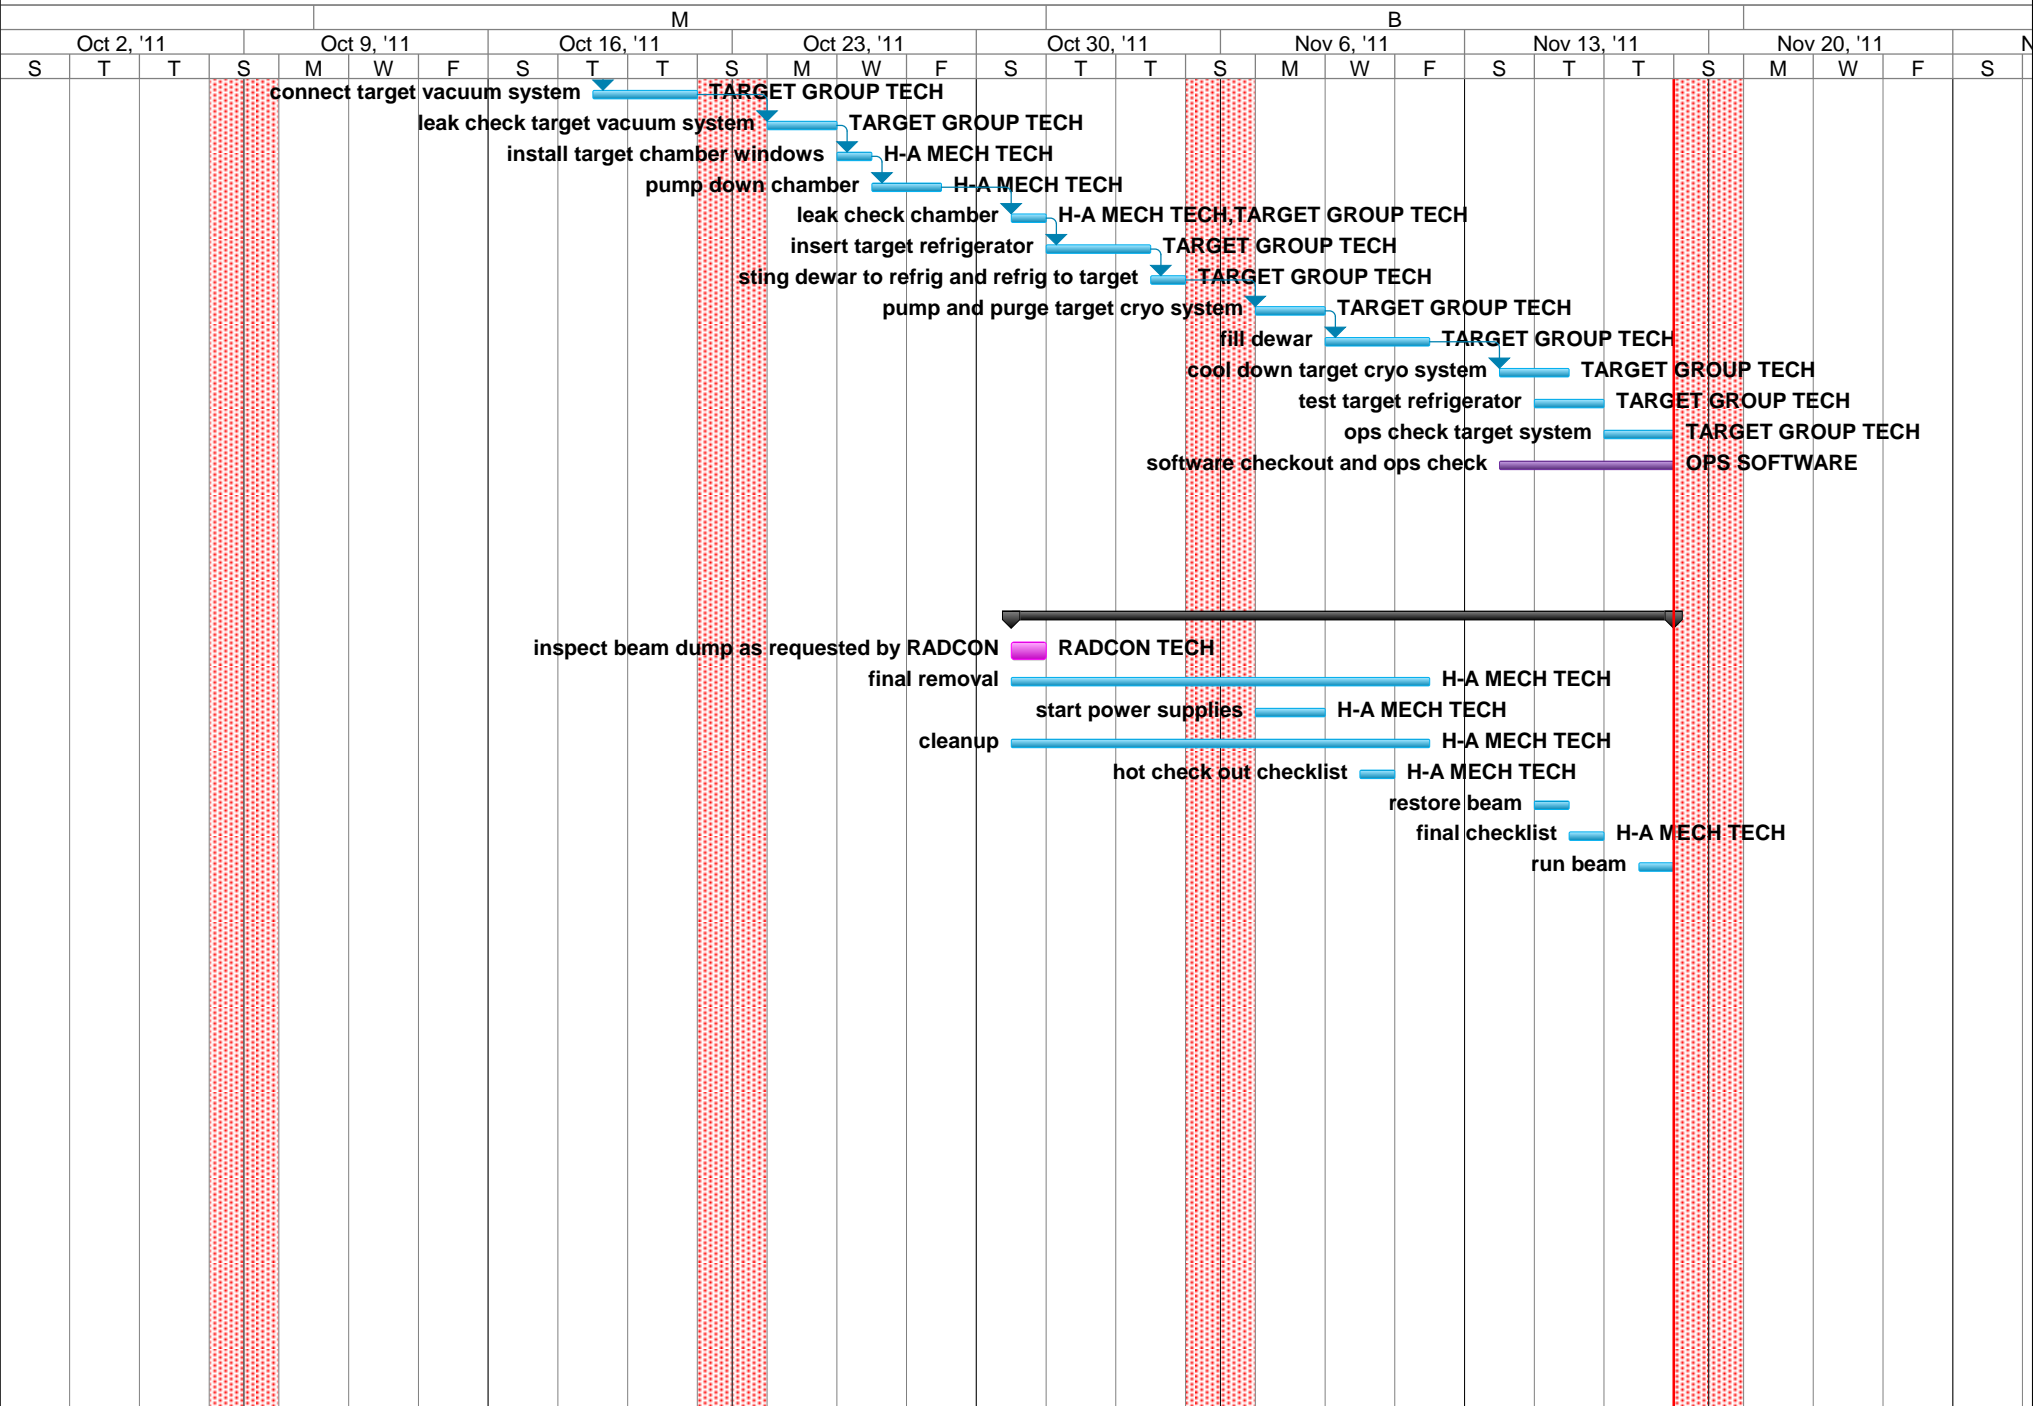 M B
Oct 2, '11 Oct 9, '11 Oct 16, '11 Oct 23, '11 Oct 30, '11 Nov 6, '11 Nov 13, '11 Nov 20, '11 N
S T T S M W F S T T S M W F S T T S M W F S T T S M W F S
connect target vacuum system TARGET GROUP TECH
leak check target vacuum system TARGET GROUP TECH
install target chamber windows H-A MECH TECH
pump down chamber H-A MECH TECH
leak check chamber H-A MECH TECH,TARGET GROUP TECH
insert target refrigerator TARGET GROUP TECH
sting dewar to refrig and refrig to target TARGET GROUP TECH
pump and purge target cryo system TARGET GROUP TECH
fill dewar TARGET GROUP TECH
cool down target cryo system TARGET GROUP TECH
test target refrigerator TARGET GROUP TECH
ops check target system TARGET GROUP TECH
software checkout and ops check OPS SOFTWARE
inspect beam dump as requested by RADCON RADCON TECH
final removal H-A MECH TECH
start power supplies H-A MECH TECH
cleanup H-A MECH TECH
hot check out checklist H-A MECH TECH
restore beam
final checklist H-A MECH TECH
run beam